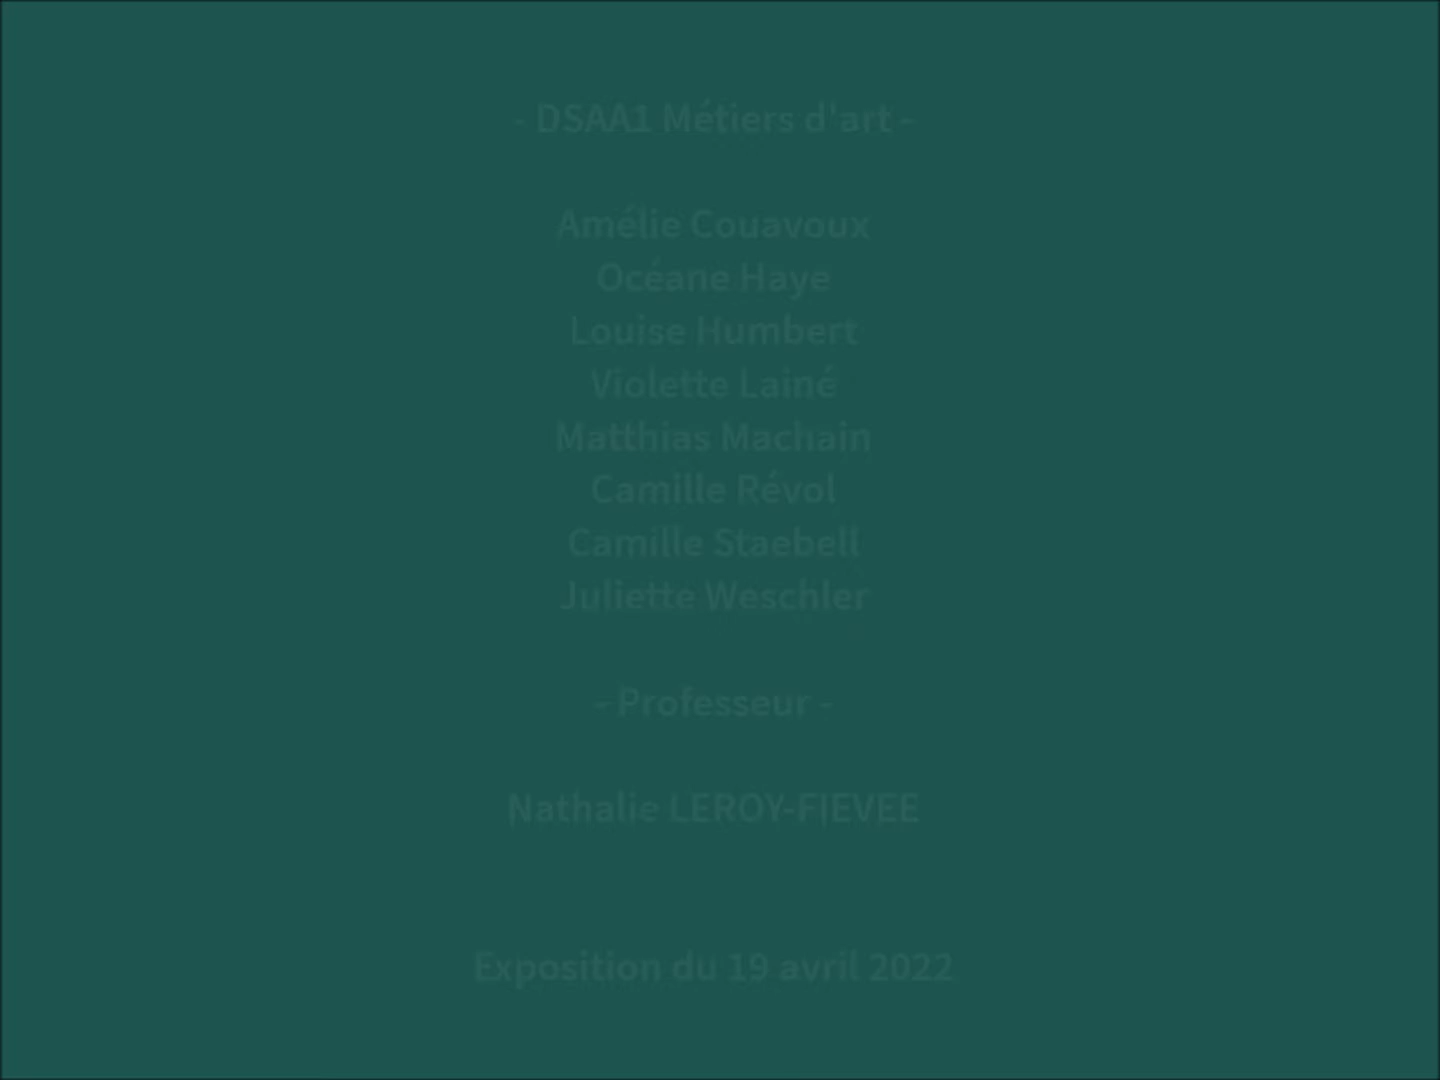 - DSAA1 Métiers d'art -
Amélie Couavoux
Océane Haye
Louise Humbert
Violette Lainé
Matthias Machain
Camille Révol
Camille Staebell
Juliette Weschler
- Professeur -
Nathalie LEROY-FIEVEE
Exposition du 19 avril 2022